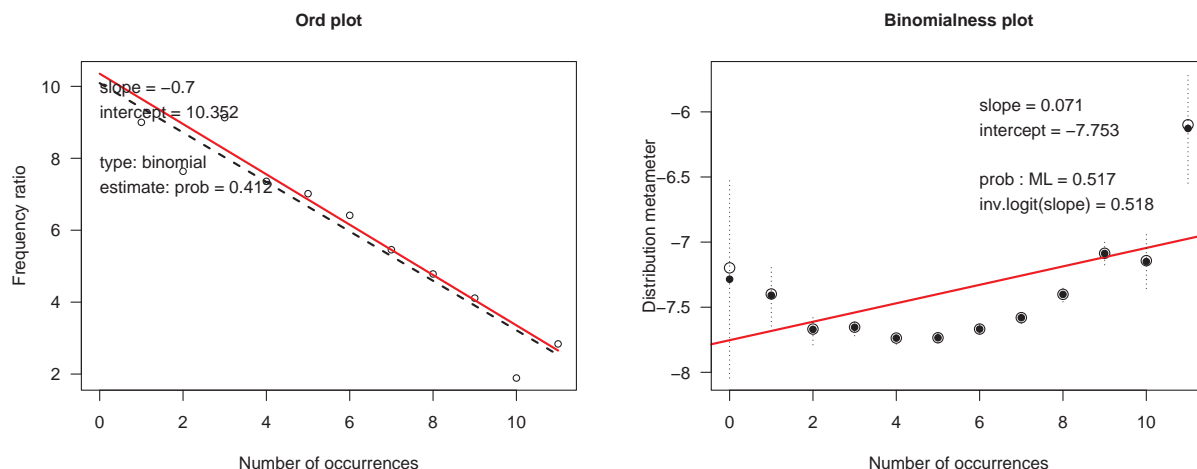 Ord plot
slope = −0.7
intercept = 10.352
type: binomial
estimate: prob = 0.412
Frequency ratio
10
8
6
4
2
0 2 4 6 8 10
Number of occurrences
Binomialness plot
slope = 0.071
intercept = −7.753
prob : ML = 0.517
inv.logit(slope) = 0.518
Distribution metameter
−6
−6.5
−7
−7.5
−8
0 2 4 6 8 10
Number of occurrences